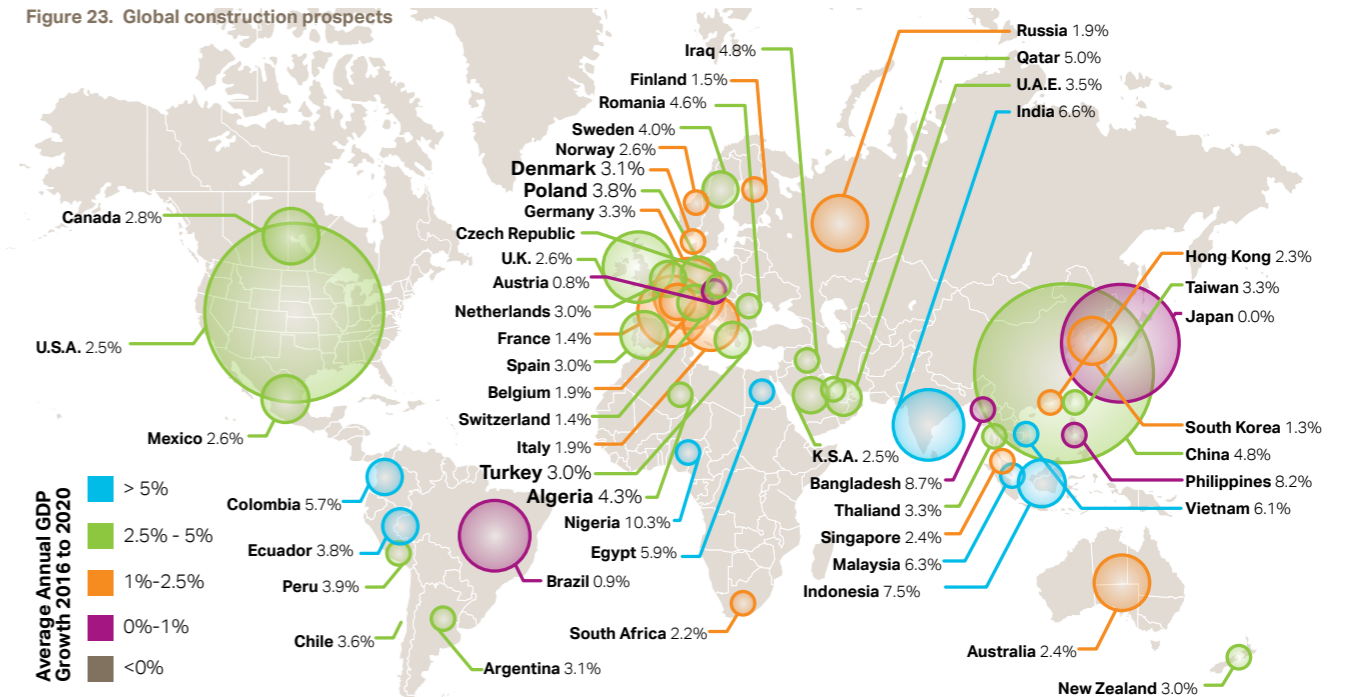 Figure 23. Global construction prospects
Iraq 4.8%
Finland 1.5%
Romania 4.6%
Sweden 4.0%
Norway 2.6%
Denmark 3.1%
Poland 3.8%
Germany 3.3%
Czech Republic
U.K. 2.6%
Austria 0.8%
Netherlands 3.0%
France 1.4%
Spain 3.0%
Belgium 1.9%
Switzerland 1.4%
Italy 1.9%
Turkey 3.0%
Algeria 4.3%
Nigeria 10.3%
Egypt 5.9%
South Africa 2.2%
Canada 2.8%
U.S.A. 2.5%
Mexico 2.6%
Colombia 5.7%
Ecuador 3.8%
Peru 3.9%
Chile 3.6%
Argentina 3.1%
Brazil 0.9%
Russia 1.9%
Qatar 5.0%
U.A.E. 3.5%
India 6.6%
Hong Kong 2.3%
Taiwan 3.3%
Japan 0.0%
South Korea 1.3%
China 4.8%
Philippines 8.2%
Vietnam 6.1%
K.S.A. 2.5%
Bangladesh 8.7%
Thaliand 3.3%
Singapore 2.4%
Malaysia 6.3%
Indonesia 7.5%
Australia 2.4%
New Zealand 3.0%
Average Annual GDP
Growth 2016 to 2020
> 5%
2.5% - 5%
1%-2.5%
0%-1%
<0%